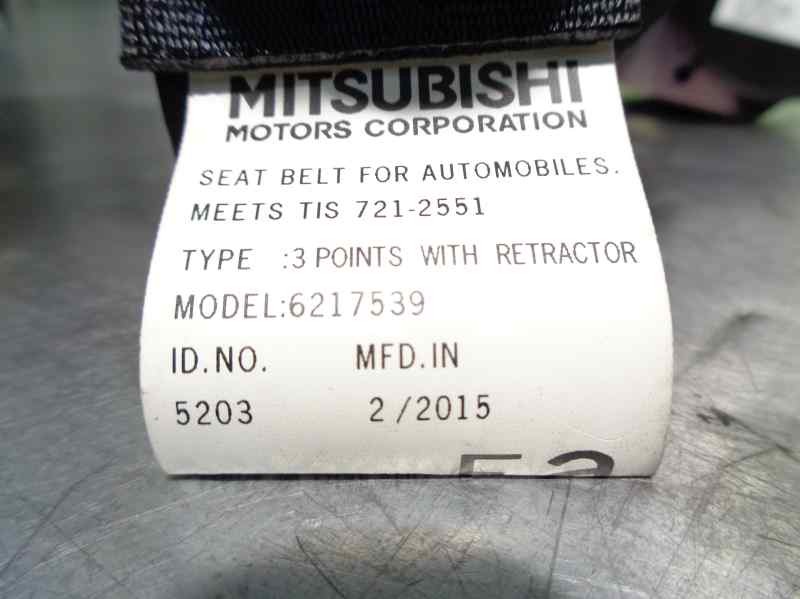 MITSUBISHI
MOTORS CORPORATION
SEAT BELT FOR AUTOMOBILES.
MEETS TIS 721-2551
TYPE :3 POINTS WITH RETRACTOR
MODEL:6217539
ID.NO. MFD.IN
5203 2/2015